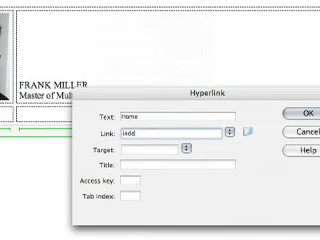 FRANK MILLER
Master of Mul
Hyperlink
Text: Home
Link:
Target:
Title:
Access key:
Tab index:
OK
Cancel
Help